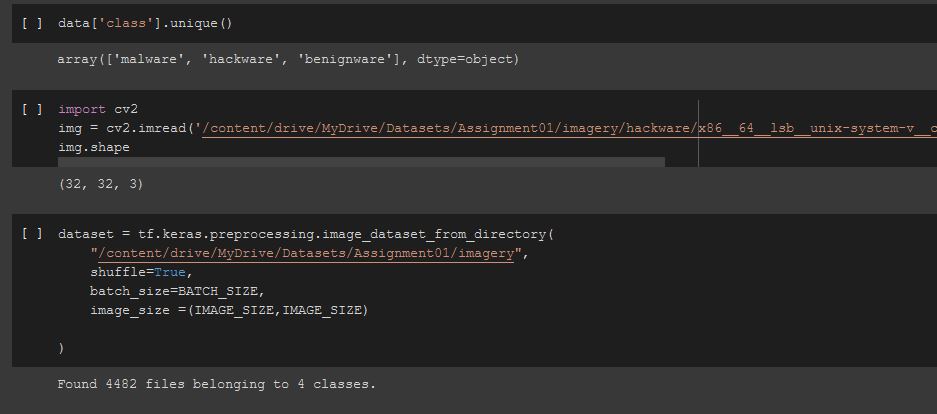 [ ] data['class'].unique()
array(['malware', 'hackware', 'benignware'], dtype=object)
[ ] import cv2
img = cv2.imread('/content/drive/MyDrive/Datasets/Assignment01/imagery/hackware/x86__64__lsb__unix-system-v__c
img.shape
(32, 32, 3)
[ ] dataset = tf.keras.preprocessing.image_dataset_from_directory(
"/content/drive/MyDrive/Datasets/Assignment01/imagery",
shuffle=True,
batch_size=BATCH_SIZE,
image_size =(IMAGE_SIZE,IMAGE_SIZE)
)
Found 4482 files belonging to 4 classes.